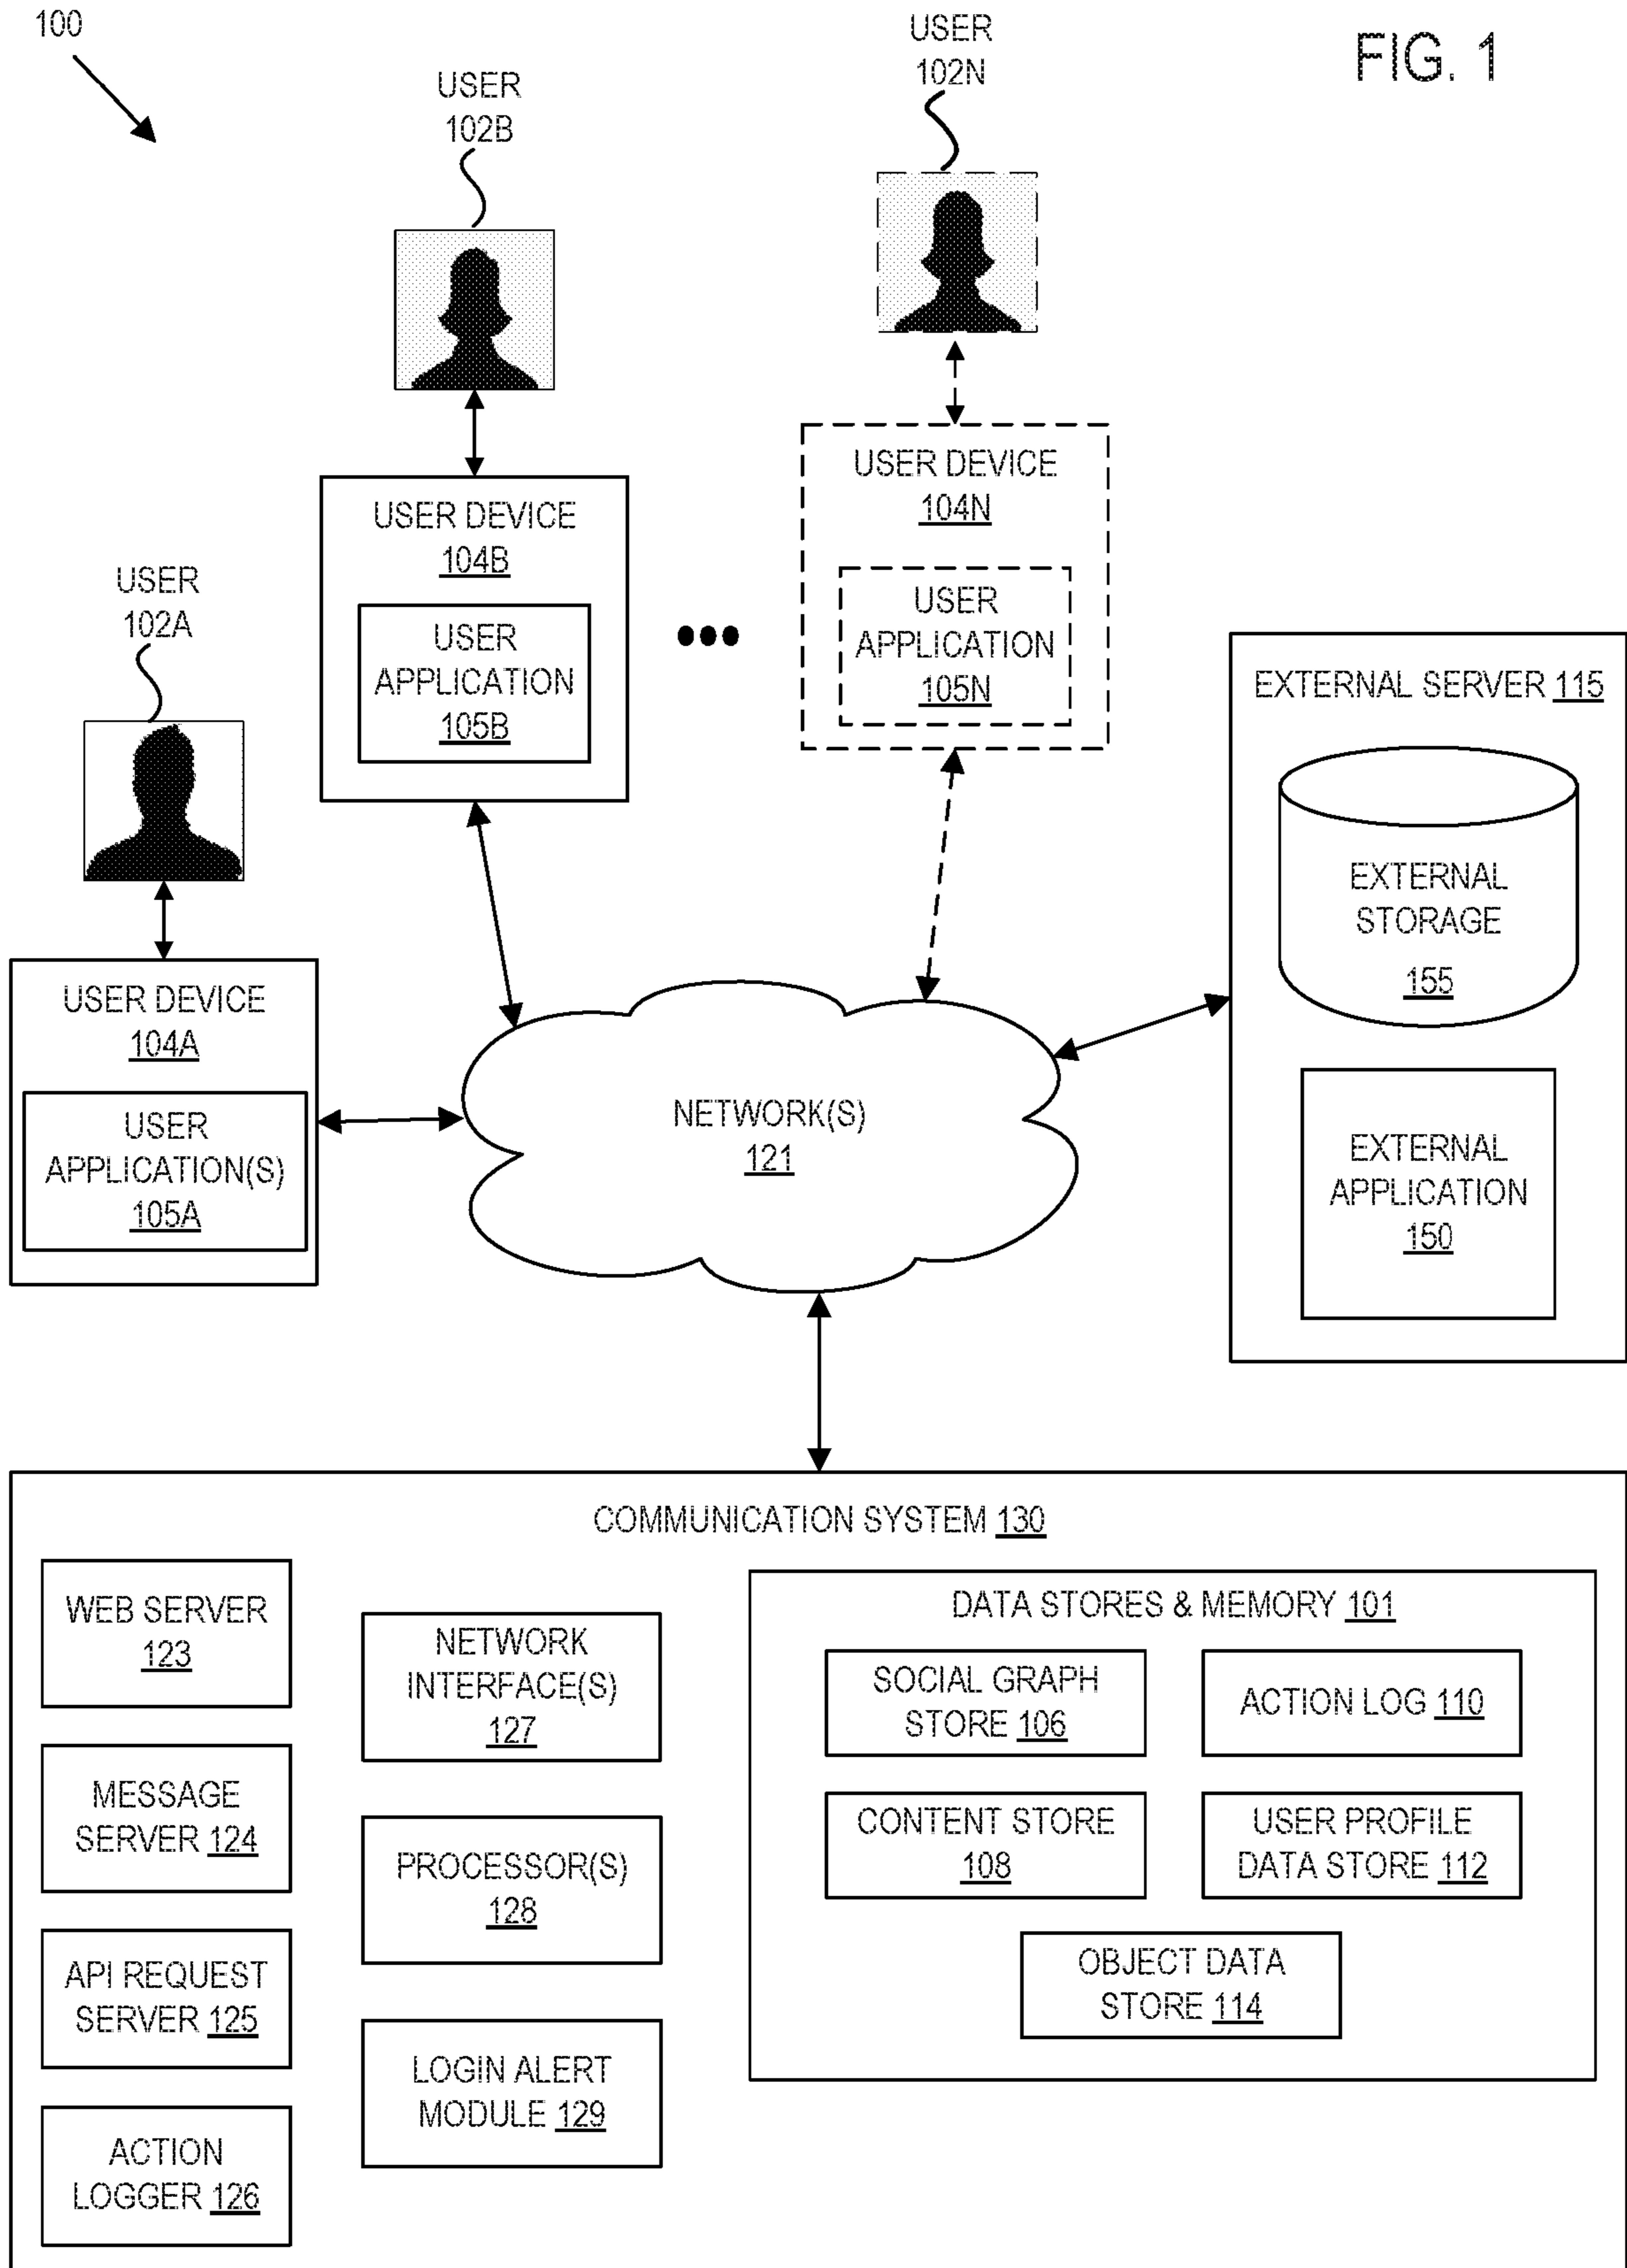 100
FIG. 1
USER
102N
USER
102B
USER
102A
USER DEVICE
104N
USER
APPLICATION
105N
USER DEVICE
104B
USER
APPLICATION
105B
USER DEVICE
104A
USER
APPLICATION(S)
105A
NETWORK(S)
121
EXTERNAL SERVER 115
EXTERNAL
STORAGE
155
EXTERNAL
APPLICATION
150
COMMUNICATION SYSTEM 130
WEB SERVER
123
MESSAGE
SERVER 124
API REQUEST
SERVER 125
ACTION
LOGGER 126
NETWORK
INTERFACE(S)
127
PROCESSOR(S)
128
LOGIN ALERT
MODULE 129
DATA STORES & MEMORY 101
SOCIAL GRAPH
STORE 106
ACTION LOG 110
CONTENT STORE
108
USER PROFILE
DATA STORE 112
OBJECT DATA
STORE 114